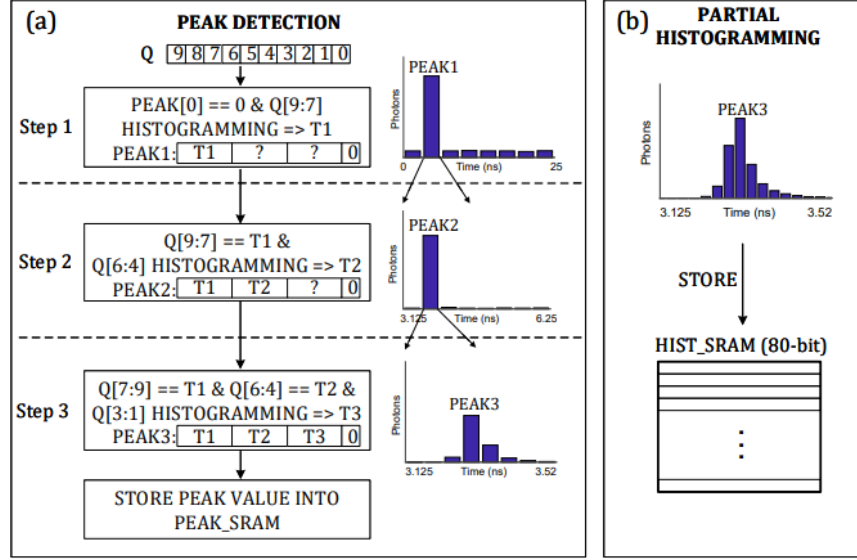 (a)
PEAK DETECTION
Q 9 8 7 6 5 4 3 2 1 0
Step 1
PEAK[0] == 0 & Q[9:7]
HISTOGRAMMING => T1
PEAK1: T1 ? ? 0
PEAK1
Photons
0 Time (ns) 25
Step 2
Q[9:7] == T1 &
Q[6:4] HISTOGRAMMING => T2
PEAK2: T1 T2 ? 0
PEAK2
Photons
3.125 Time (ns) 6.25
Step 3
Q[7:9] == T1 & Q[6:4] == T2 &
Q[3:1] HISTOGRAMMING => T3
PEAK3: T1 T2 T3 0
PEAK3
Photons
3.125 Time (ns) 3.52
STORE PEAK VALUE INTO
PEAK_SRAM
(b)
PARTIAL
HISTOGRAMMING
PEAK3
Photons
3.125 Time (ns) 3.52
STORE
HIST_SRAM (80-bit)